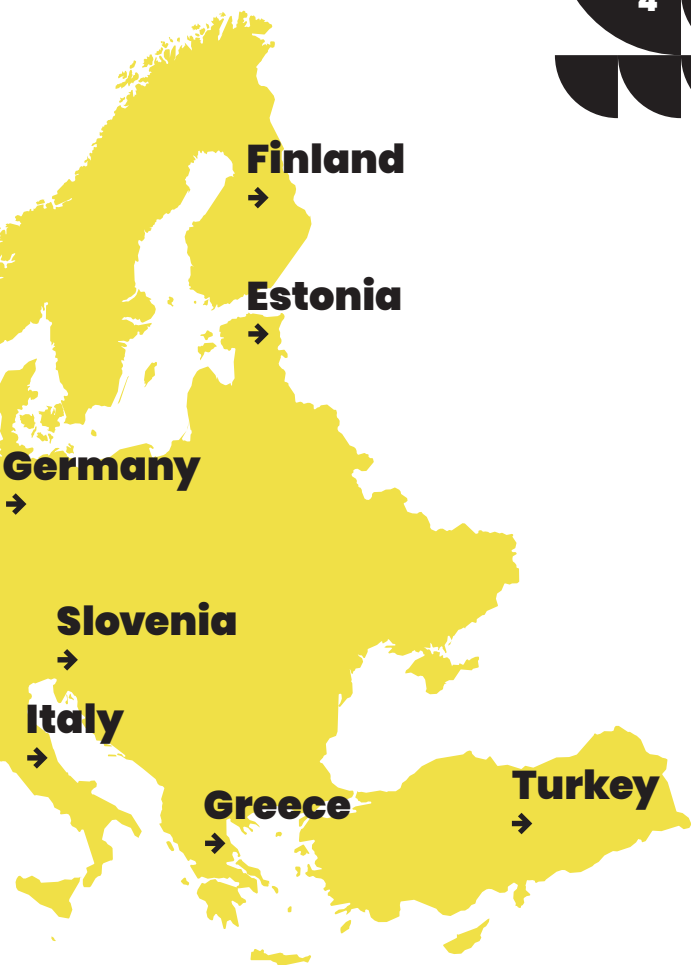 4
Finland
→
Estonia
→
Germany
→
Slovenia
→
Italy
→
Greece
→
Turkey
→